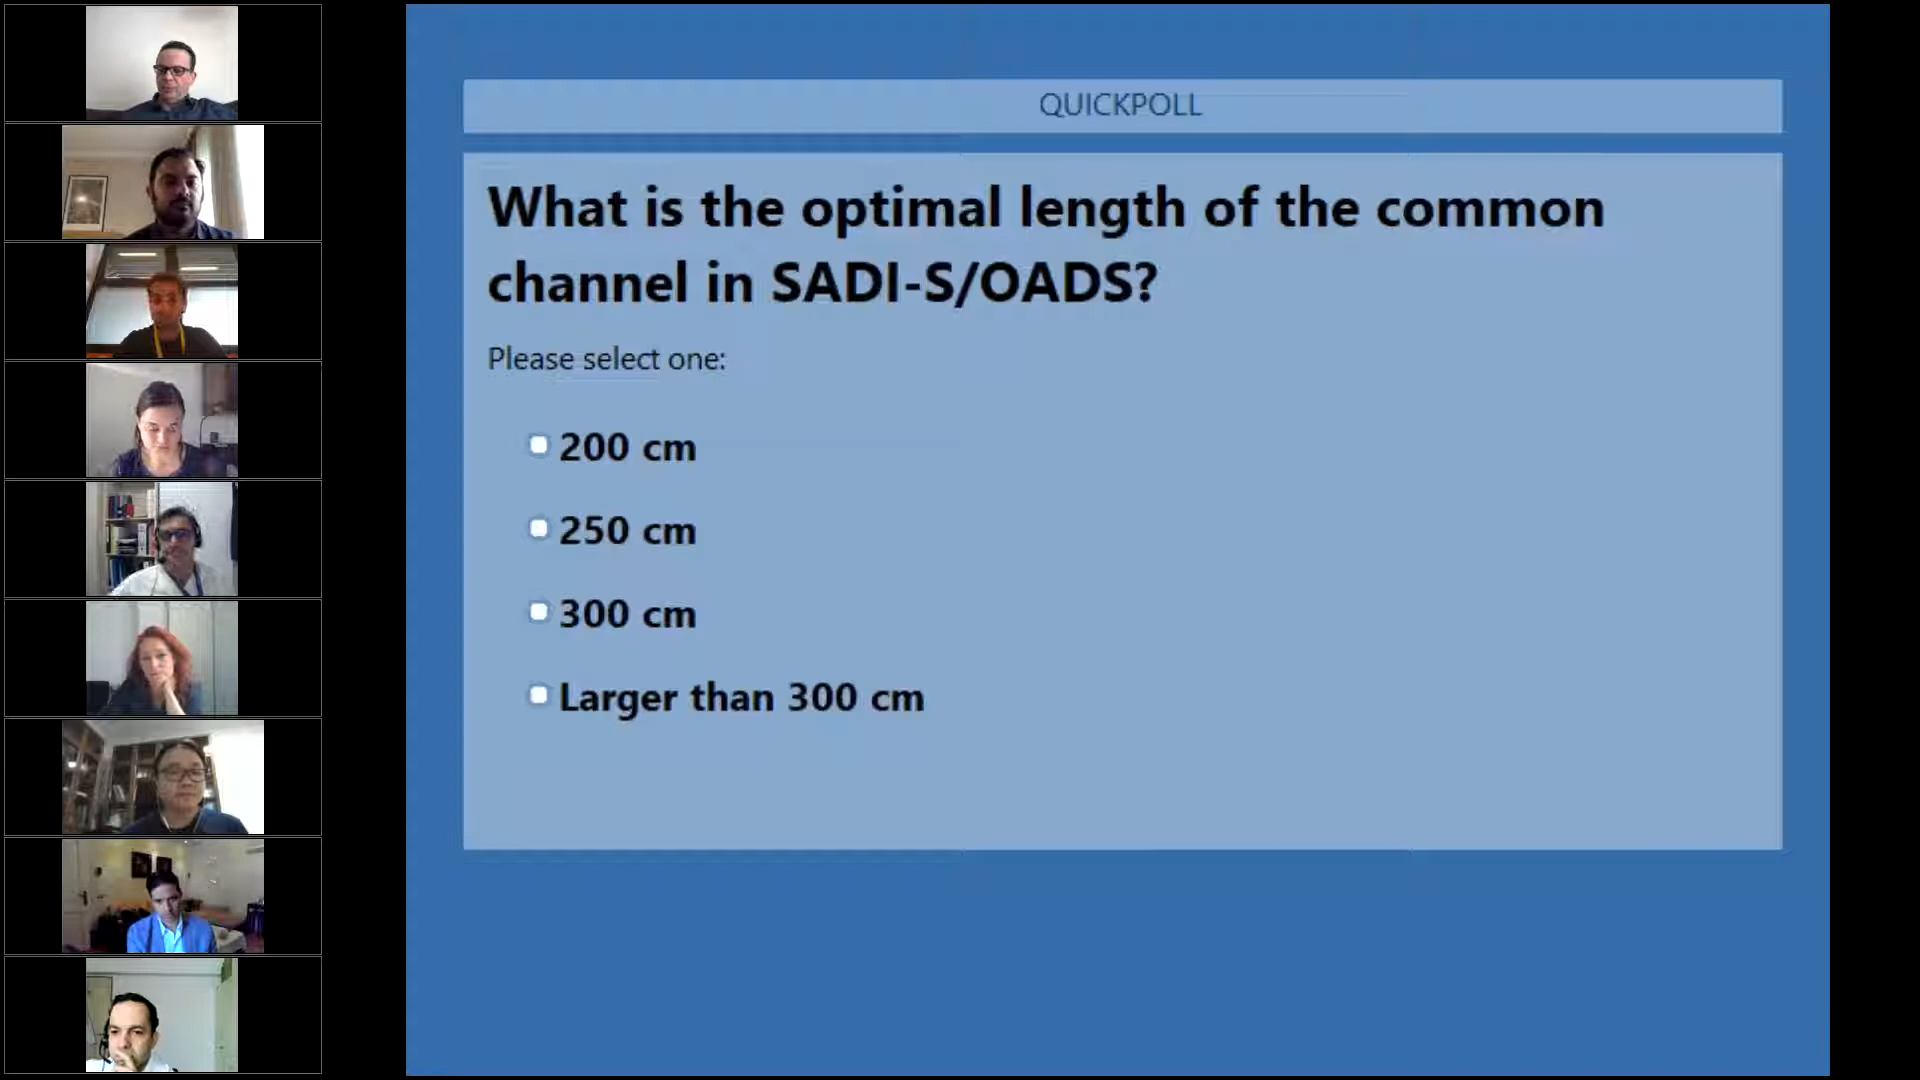 QUICKPOLL
What is the optimal length of the common
channel in SADI-S/OADS?
Please select one:
200 cm
250 cm
300 cm
Larger than 300 cm